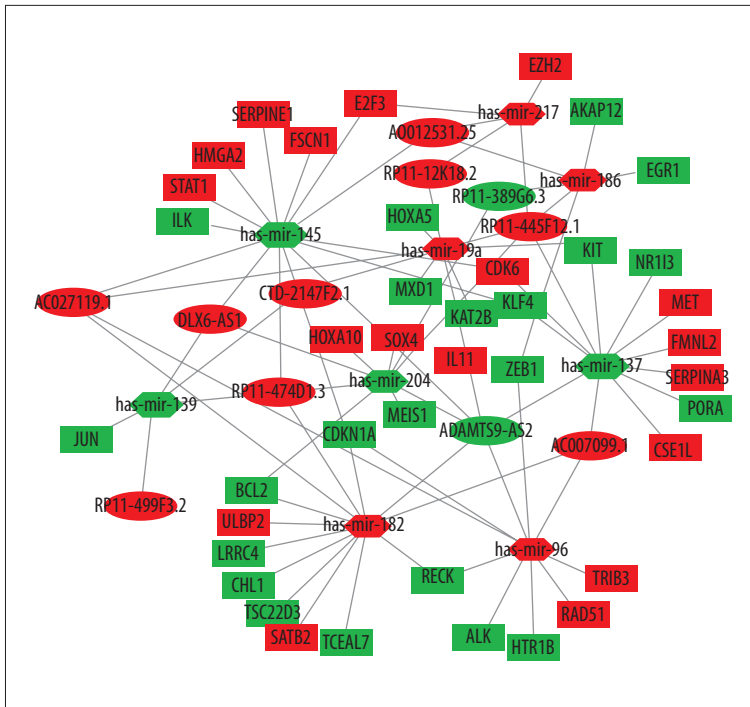 EZH2
E2F3
SERPINE1
has-mir-217
AKAP12
AO012531.25
FSCN1
HMGA2
RP11-12K18.2
has-mir-186
EGR1
STAT1
RP11-389G6.3
ILK
HOXA5
RP11-445F12.1
has-mir-145
has-mir-19a
KIT
NR1I3
CDK6
AC027119.1
CTD-2147F2.1
MXD1
KLF4
MET
DLX6-AS1
KAT2B
HOXA10
SOX4
FMNL2
IL11
ZEB1
has-mir-137
SERPINA3
has-mir-204
RP11-474D1.3
has-mir-139
PORA
MEIS1
JUN
CDKN1A
ADAMTS9-AS2
AC007099.1
CSE1L
BCL2
RP11-499F3.2
ULBP2
has-mir-182
has-mir-96
LRRC4
CHL1
RECK
TRIB3
TSC22D3
RAD51
SATB2
TCEAL7
ALK
HTR1B